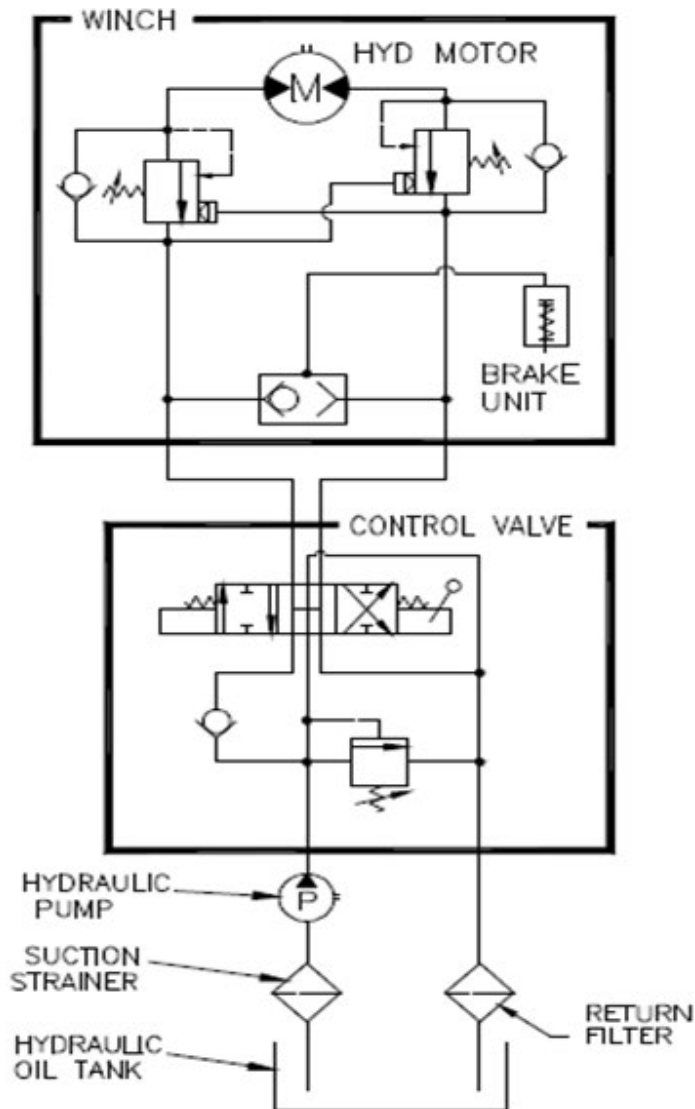 WINCH
HYD MOTOR
M
BRAKE
UNIT
CONTROL VALVE
HYDRAULIC
PUMP
P
SUCTION
STRAINER
RETURN
FILTER
HYDRAULIC
OIL TANK